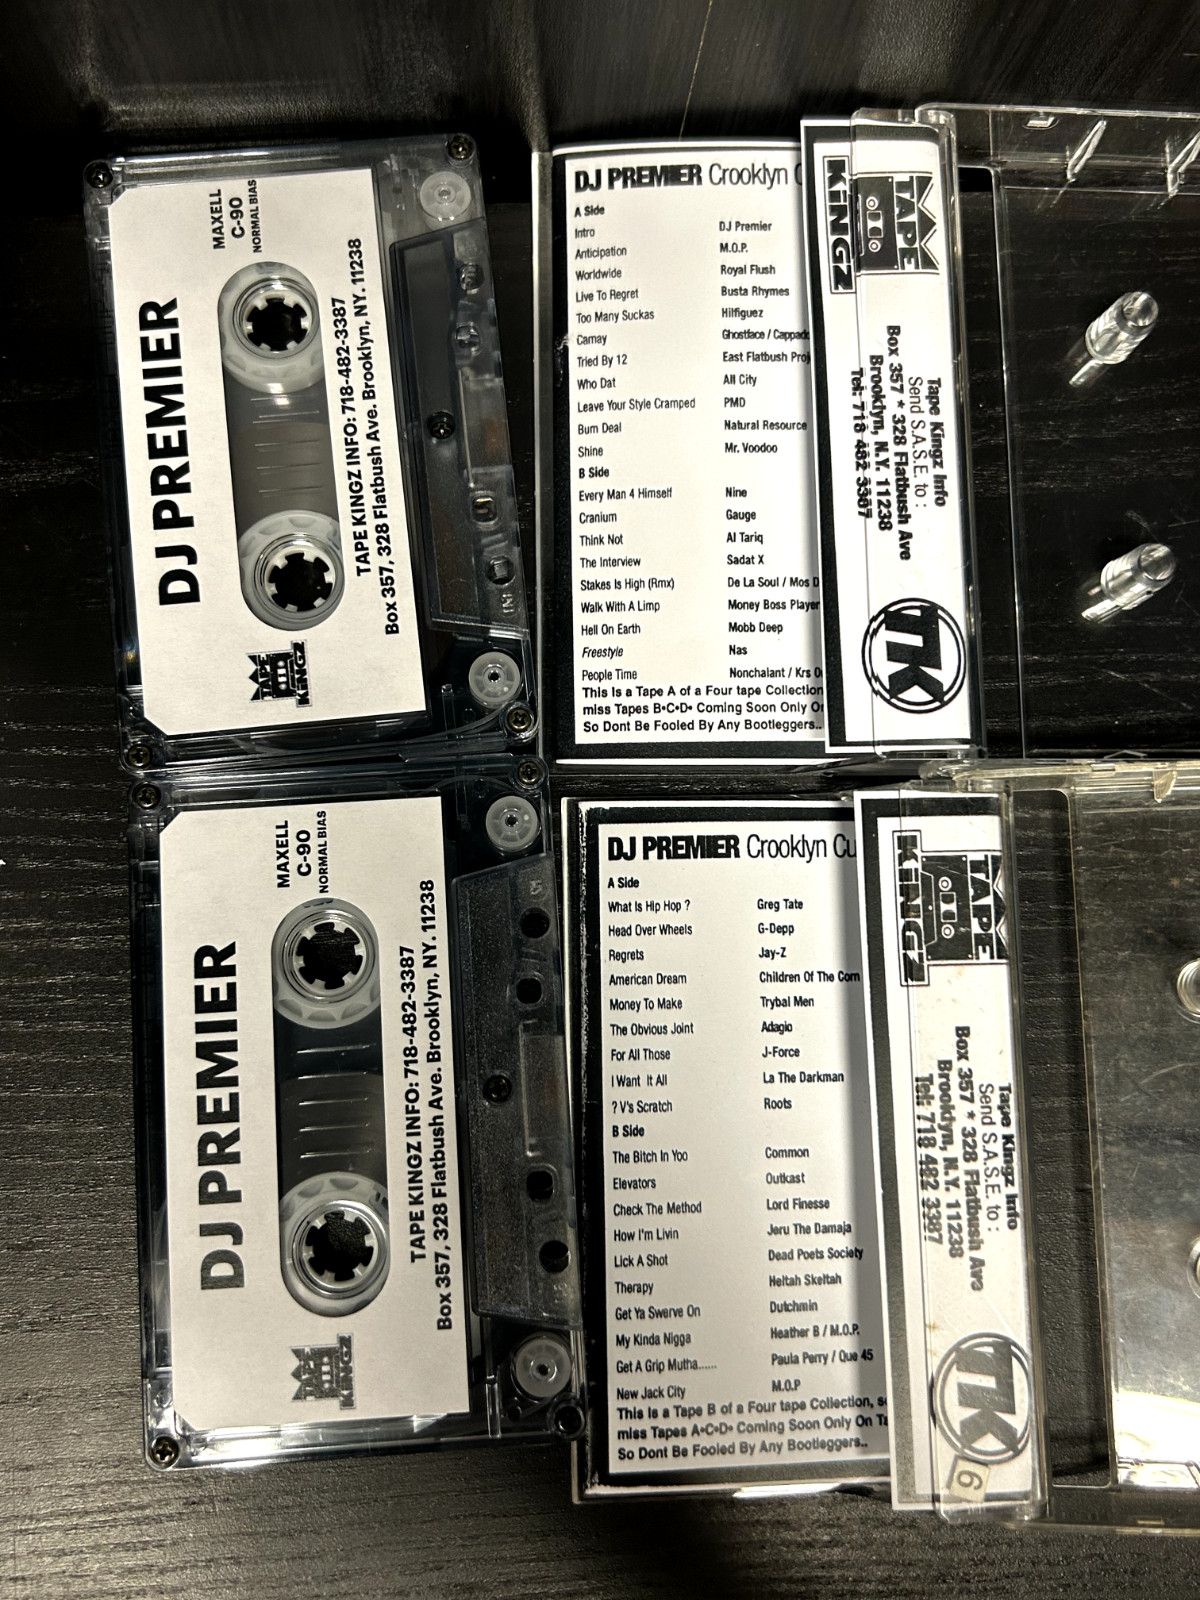 MAXELL
C-90
NORMAL BIAS
DJ PREMIER
TAPE KINGZ INFO: 718-482-3387
Box 357, 328 Flatbush Ave. Brooklyn, NY. 11238
TAPE
KINGZ
DJ PREMIER Crooklyn
A Side
Intro DJ Premier
Anticipation M.O.P.
Worldwide Royal Flush
Live To Regret Busta Rhymes
Too Many Suckas Hilfiguez
Camay Ghostface / Cappad
Tried By 12 East Flatbush Proj
Who Dat All City
Leave Your Style Cramped PMD
Bum Deal Natural Resource
Shine Mr. Voodoo
B Side
Every Man 4 Himself Nine
Cranium Gauge
Think Not Al Tariq
The Interview Sadat X
Stakes Is High (Rmx) De La Soul / Mos D
Walk With A Limp Money Boss Player
Hell On Earth Mobb Deep
Freestyle Nas
People Time Nonchalant / Krs O
This Is a Tape A of a Four tape Collection
miss Tapes B•C•D• Coming Soon Only O
So Dont Be Fooled By Any Bootleggers..
TAPE
KINGZ
Tape Kingz Info
Send S.A.S.E. to :
Box 357 * 328 Flatbush Ave
Brooklyn, N.Y. 11238
Tel: 718 482 3387
TK
MAXELL
C-90
NORMAL BIAS
DJ PREMIER
TAPE KINGZ INFO: 718-482-3387
Box 357, 328 Flatbush Ave. Brooklyn, NY. 11238
TAPE
KINGZ
DJ PREMIER Crooklyn Cu
A Side
What Is Hip Hop ? Greg Tate
Head Over Wheels G-Depp
Regrets Jay-Z
American Dream Children Of The Corn
Money To Make Trybal Men
The Obvious Joint Adagio
For All Those J-Force
I Want It All La The Darkman
? V's Scratch Roots
B Side
The Bitch In Yoo Common
Elevators Outkast
Check The Method Lord Finesse
How I'm Livin Jeru The Damaja
Lick A Shot Dead Poets Society
Therapy Heltah Skeltah
Get Ya Swerve On Dutchmin
My Kinda Nigga Heather B / M.O.P.
Get A Grip Mutha...... Paula Perry / Que 45
New Jack City M.O.P
This Is a Tape B of a Four tape Collection, s
miss Tapes A•C•D• Coming Soon Only On Ta
So Dont Be Fooled By Any Bootleggers..
TAPE
KINGZ
Tape Kingz Info
Send S.A.S.E. to :
Box 357 * 328 Flatbush Ave
Brooklyn, N.Y. 11238
Tel: 718 482 3387
TK
6